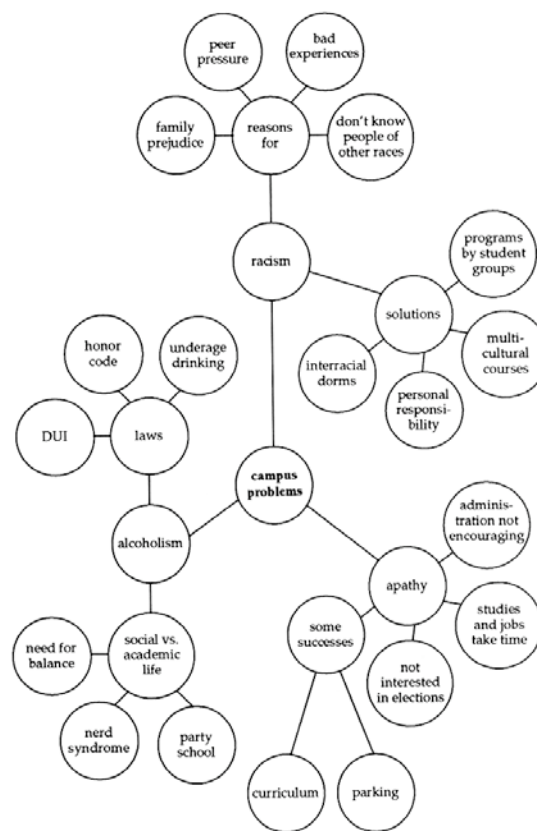 peer
pressure
bad
experiences
family
prejudice
reasons
for
don't know
people of
other races
racism
programs
by student
groups
solutions
multi-
cultural
courses
interracial
dorms
personal
responsi-
bility
honor
code
underage
drinking
DUI
laws
campus
problems
alcoholism
adminis-
tration not
encouraging
apathy
studies
and jobs
take time
some
successes
not
interested
in elections
need for
balance
social vs.
academic
life
nerd
syndrome
party
school
curriculum
parking